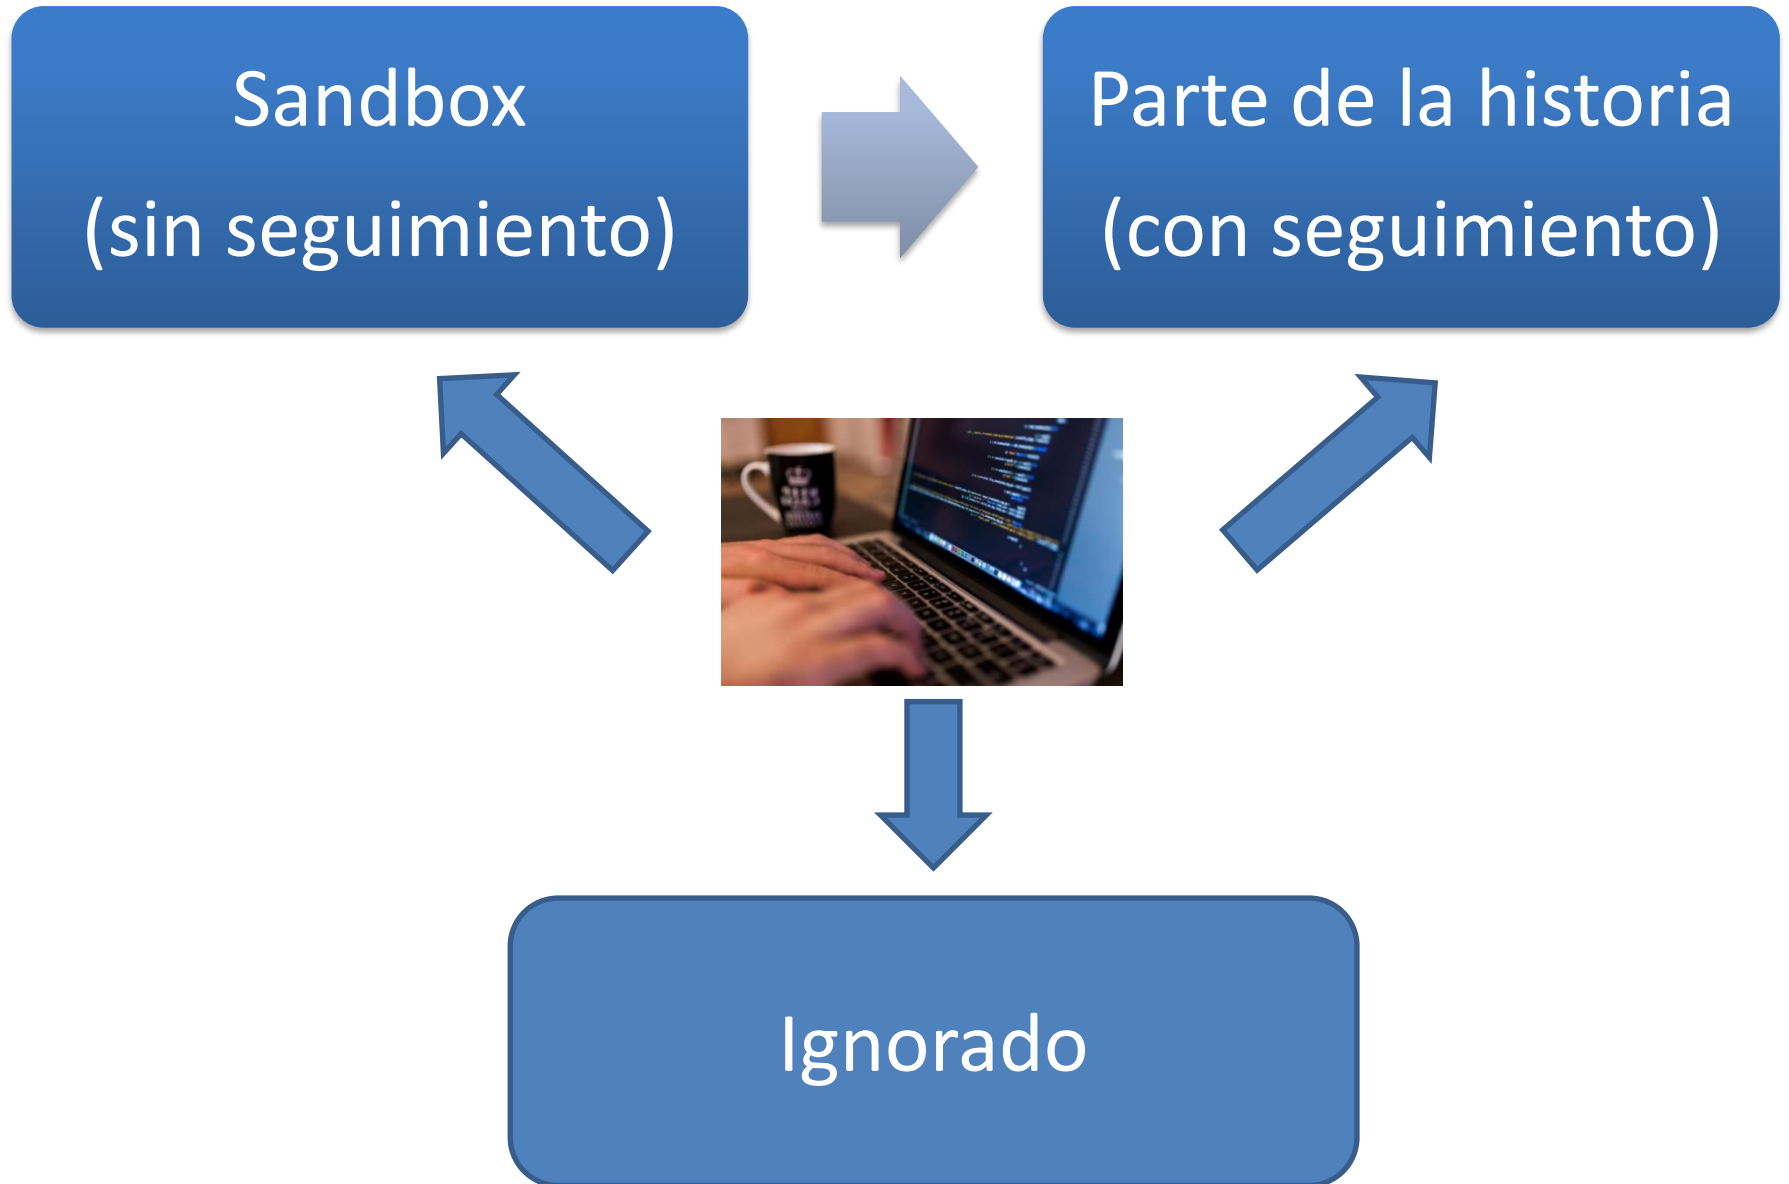 Sandbox
(sin seguimiento)
Parte de la historia
(con seguimiento)
Ignorado